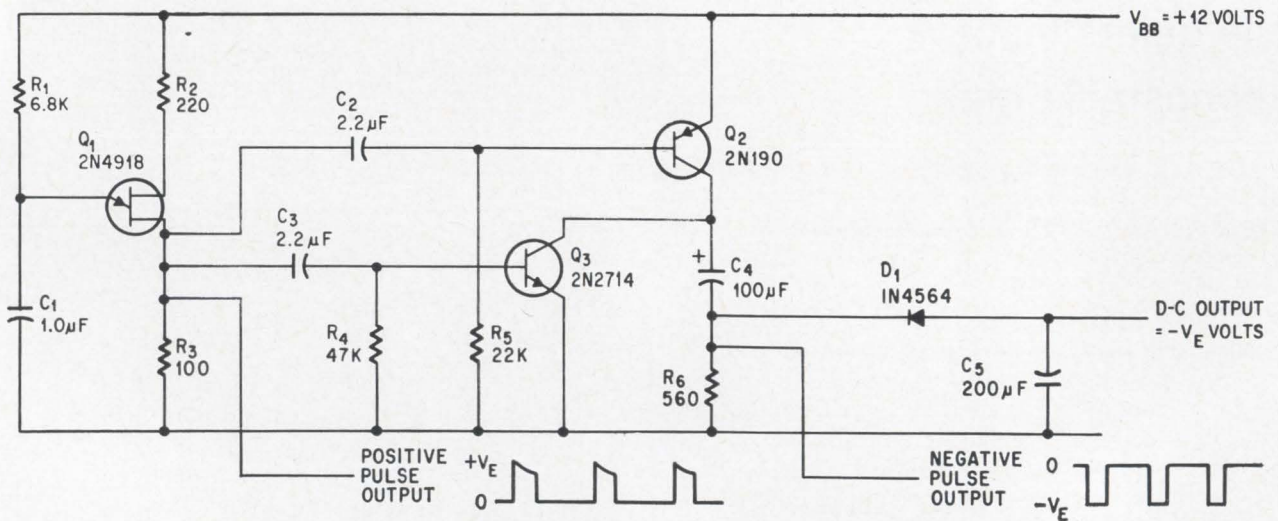 V_BB = +12 VOLTS
R1
6.8K
R2
220
Q1
2N4918
C2
2.2µF
Q2
2N190
C3
2.2µF
Q3
2N2714
+
C4
100µF
D1
IN4564
D-C OUTPUT
= -V_E VOLTS
C1
1.0µF
R3
100
R4
47K
R5
22K
R6
560
C5
200µF
POSITIVE
PULSE
OUTPUT
+V_E
0
NEGATIVE
PULSE
OUTPUT
0
-V_E